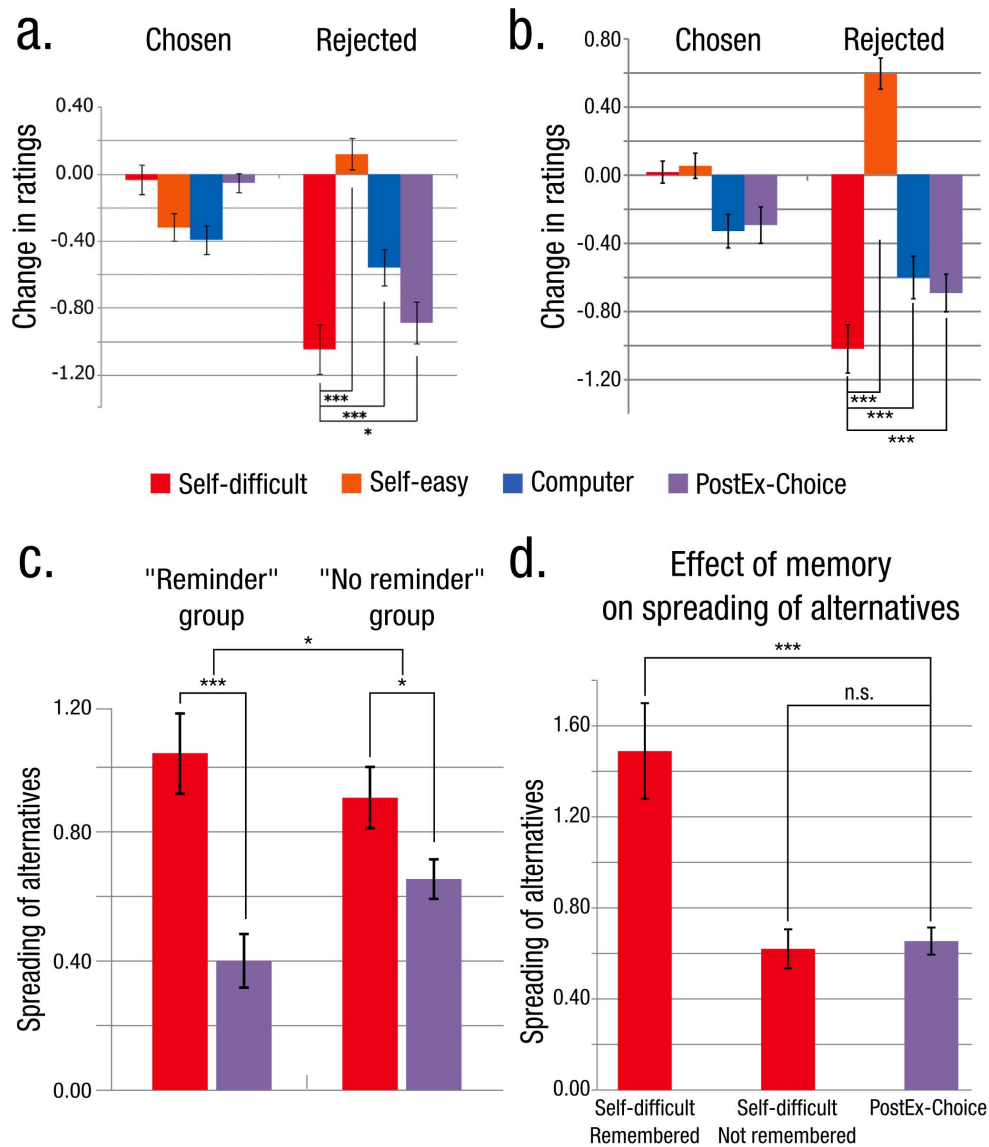 a.
Chosen
Rejected
Change in ratings
0.40
0.00
-0.40
-0.80
-1.20
***
***
*
b.
Chosen
Rejected
Change in ratings
0.80
0.40
0.00
-0.40
-0.80
-1.20
***
***
***
Self-difficult
Self-easy
Computer
PostEx-Choice
c.
"Reminder"
group
"No reminder"
group
*
***
*
Spreading of alternatives
1.20
0.80
0.40
0.00
d.
Effect of memory
on spreading of alternatives
***
n.s.
Spreading of alternatives
1.60
1.20
0.80
0.40
0.00
Self-difficult
Remembered
Self-difficult
Not remembered
PostEx-Choice